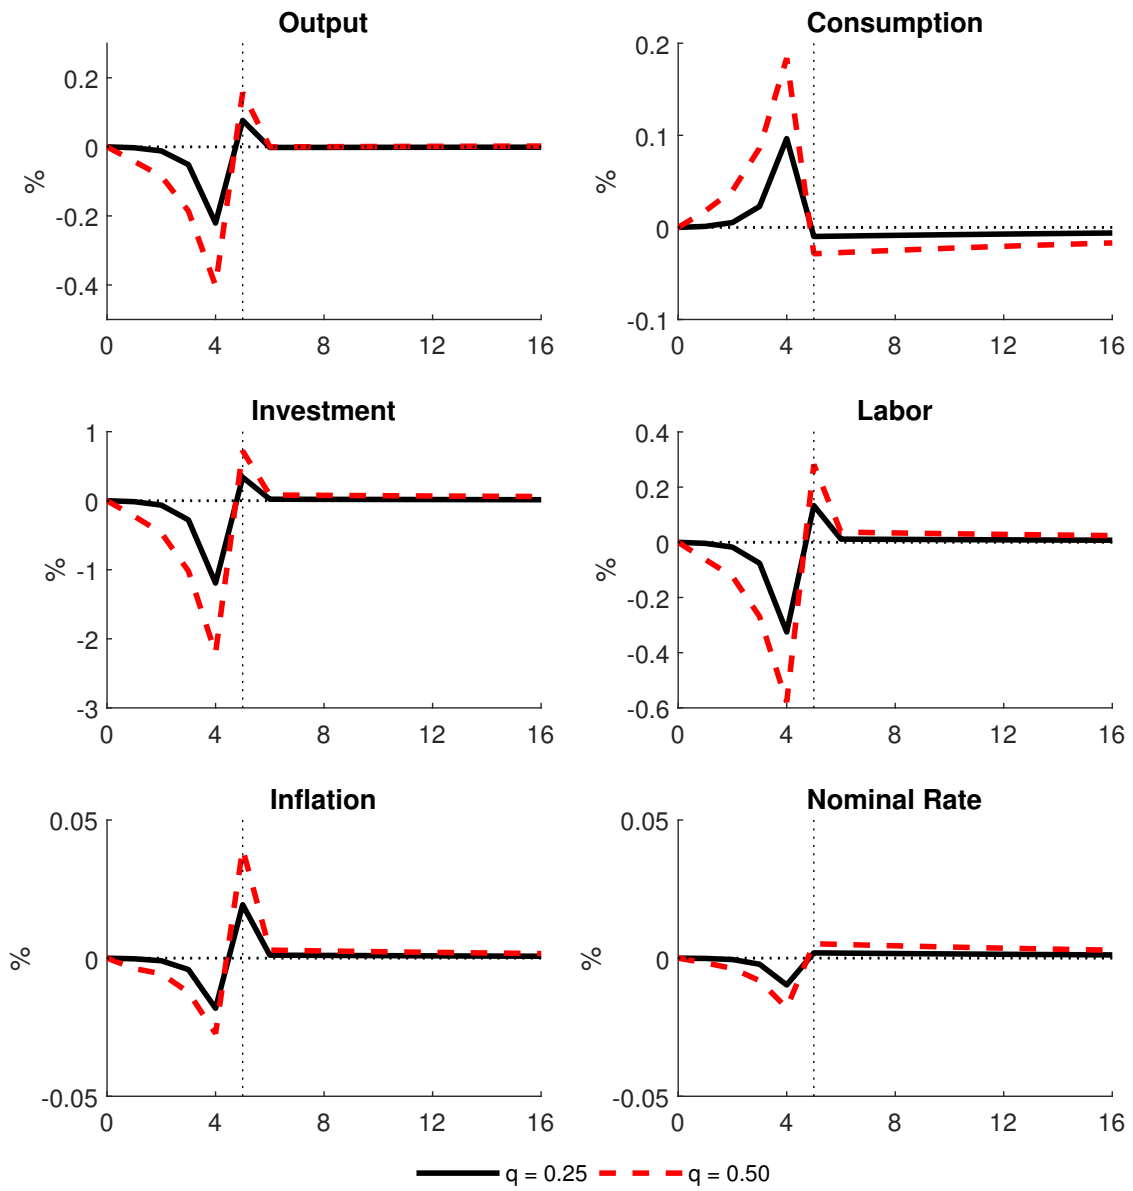 Output
%
0.2
0
-0.2
-0.4
0 4 8 12 16
Consumption
%
0.2
0.1
0
-0.1
0 4 8 12 16
Investment
%
1
0
-1
-2
-3
0 4 8 12 16
Labor
%
0.4
0.2
0
-0.2
-0.4
-0.6
0 4 8 12 16
Inflation
%
0.05
0
-0.05
0 4 8 12 16
Nominal Rate
%
0.05
0
-0.05
0 4 8 12 16
q = 0.25 q = 0.50